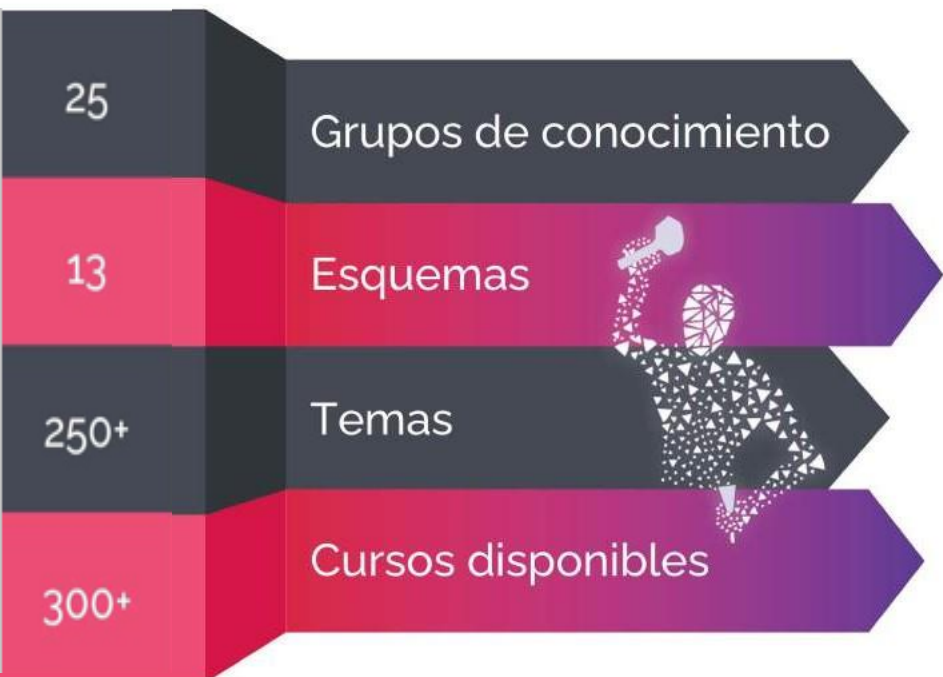 25
Grupos de conocimiento
13
Esquemas
250+
Temas
300+
Cursos disponibles